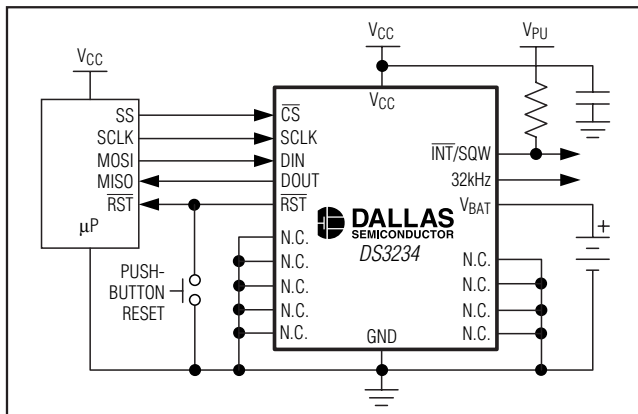 VCC
VCC
VPU
VCC
SS
SCLK
MOSI
MISO
RST
μP
CS
SCLK
DIN
DOUT
RST
N.C.
N.C.
N.C.
N.C.
N.C.
INT/SQW
32kHz
VBAT
+
N.C.
N.C.
N.C.
N.C.
DALLAS
SEMICONDUCTOR
DS3234
PUSH-
BUTTON
RESET
GND